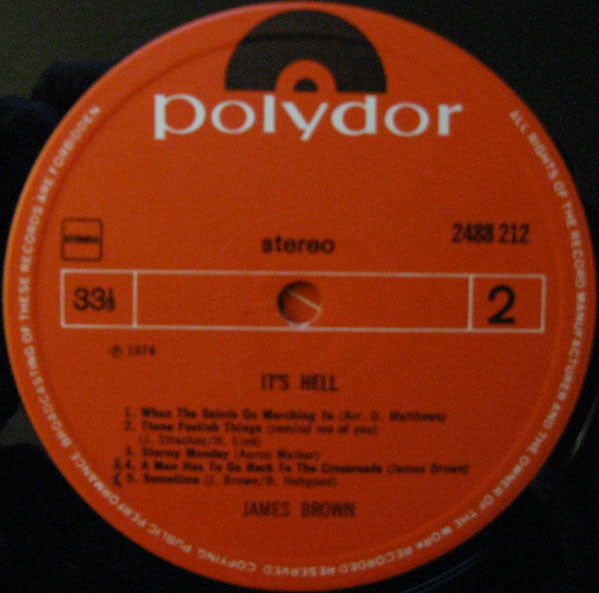 polydor
stereo
2488 212
33⅓
2
℗ 1974
IT'S HELL
1. When The Saints Go Marching In (Arr. D. Matthews)
2. These Foolish Things (remind me of you)
(J. Strachey/H. Link)
3. Stormy Monday (Aaron Walker)
4. A Man Has To Go Back To The Crossroads (James Brown)
5. Sometime (J. Brown/B. Hobgood)
JAMES BROWN
ALL RIGHTS OF THE RECORD MANUFACTURER AND THE OWNER OF THE WORK RECORDED RESERVED COPYING PUBLIC PERFORMANCE BROADCASTING OF THESE RECORDS ARE FORBIDDEN